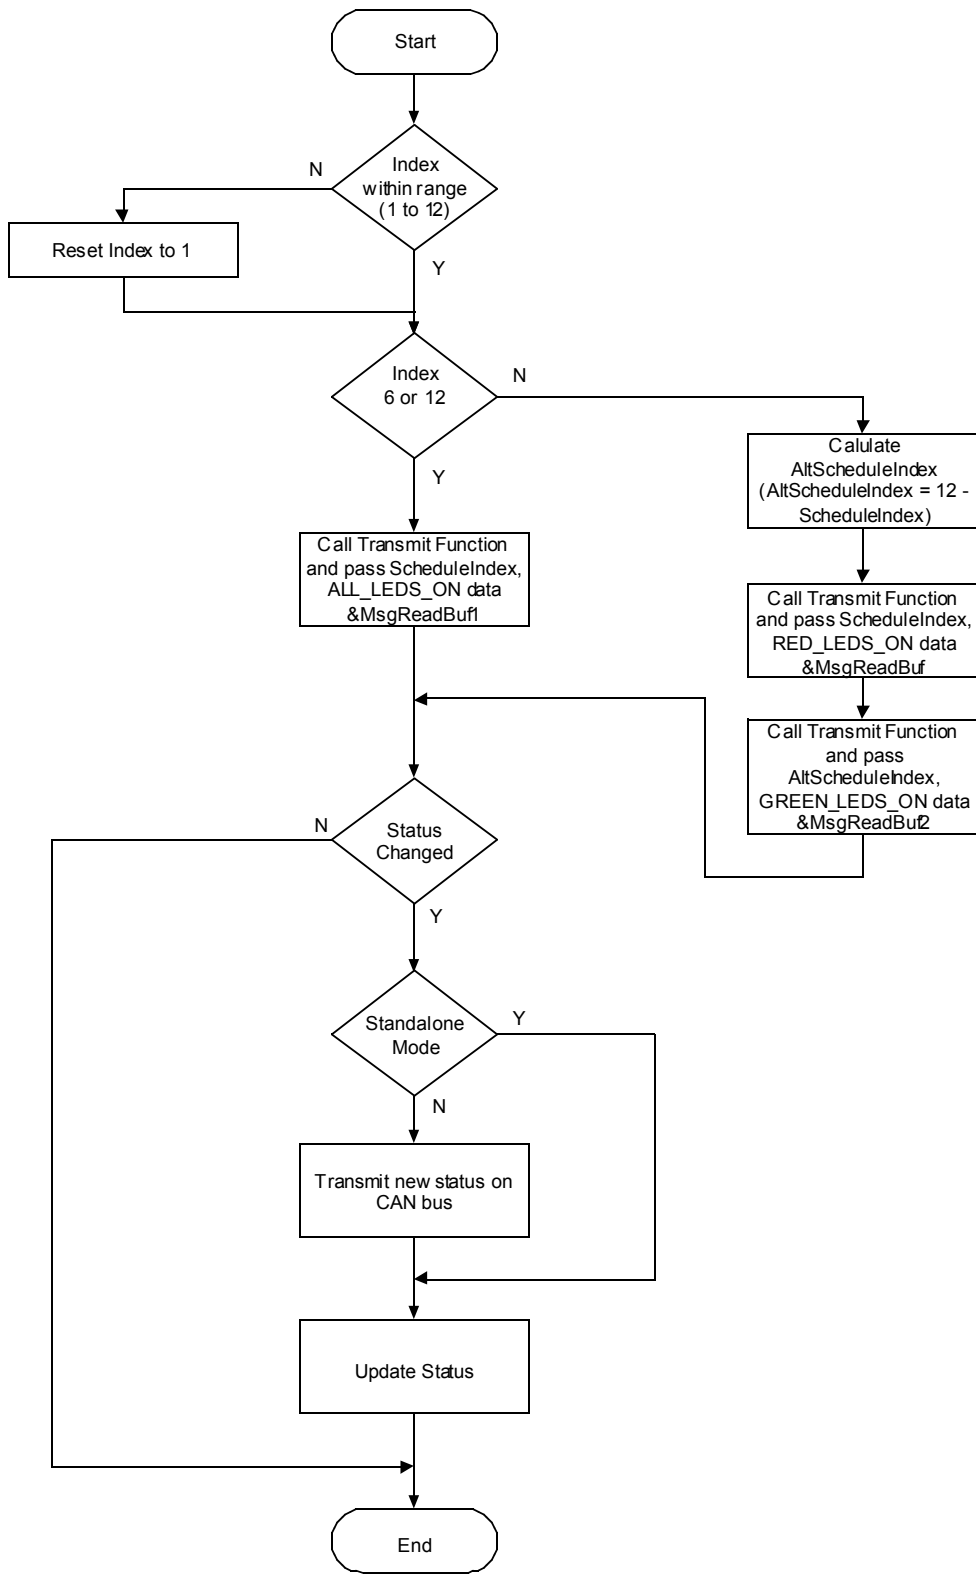 Start
Index
within range
(1 to 12)
N
Reset Index to 1
Y
Index
6 or 12
N
Y
Calulate
AltScheduleIndex
(AltScheduleIndex = 12 -
ScheduleIndex)
Call Transmit Function
and pass ScheduleIndex,
ALL_LEDS_ON data
&MsgReadBuf1
Call Transmit Function
and pass ScheduleIndex,
RED_LEDS_ON data
&MsgReadBuf
Call Transmit Function
and pass
AltScheduleIndex,
GREEN_LEDS_ON data
&MsgReadBuf2
N
Status
Changed
Y
Standalone
Mode
Y
N
Transmit new status on
CAN bus
Update Status
End